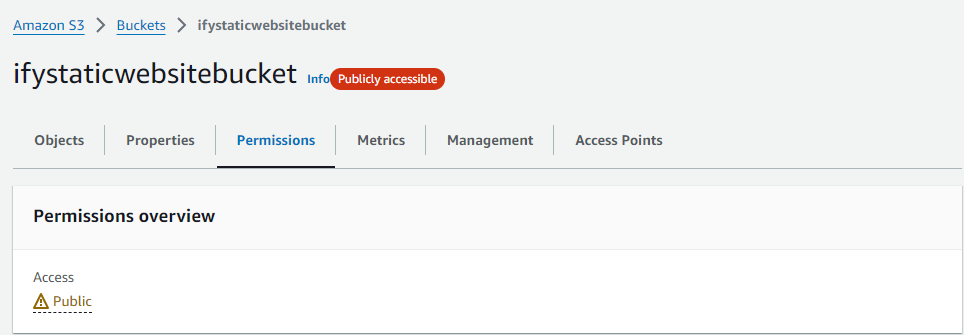 Amazon S3 > Buckets > ifystaticwebsitebucket
ifystaticwebsitebucket Info Publicly accessible
Objects Properties Permissions Metrics Management Access Points
Permissions overview
Access
Public